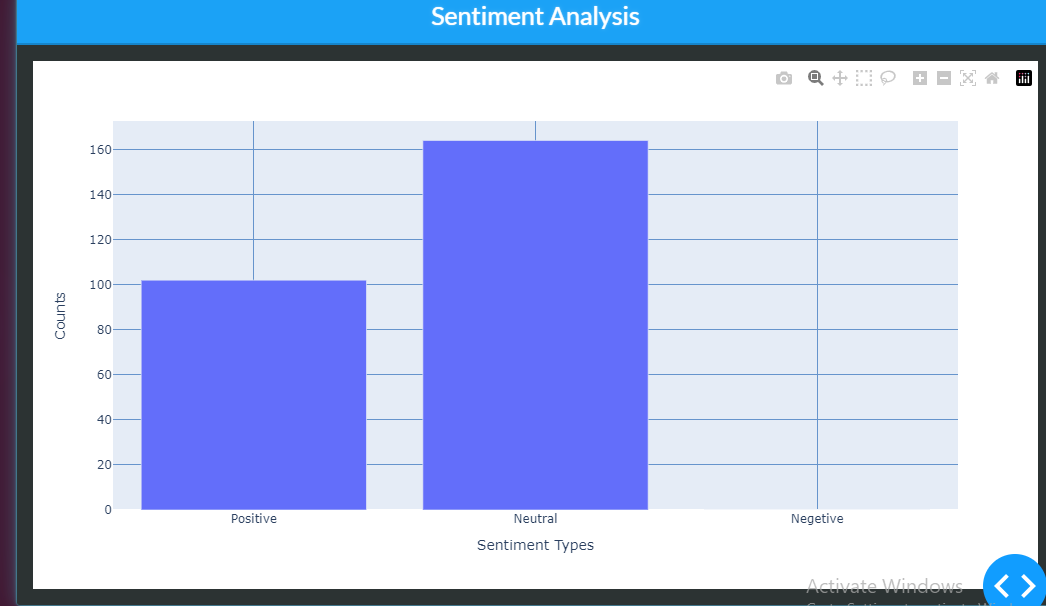 Sentiment Analysis
160
140
120
100
80
60
40
20
0
Counts
Positive Neutral Negetive
Sentiment Types
Activate Windows